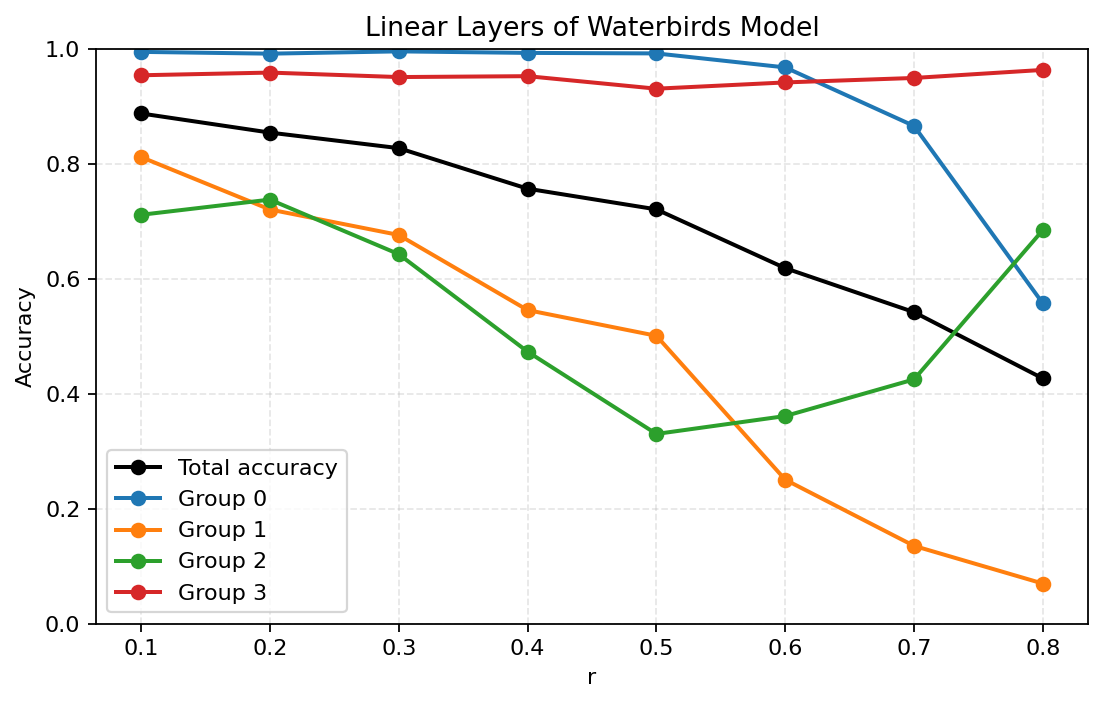 Linear Layers of Waterbirds Model
1.0
0.8
0.6
0.4
0.2
0.0
Accuracy
Total accuracy
Group 0
Group 1
Group 2
Group 3
0.1 0.2 0.3 0.4 0.5 0.6 0.7 0.8
r